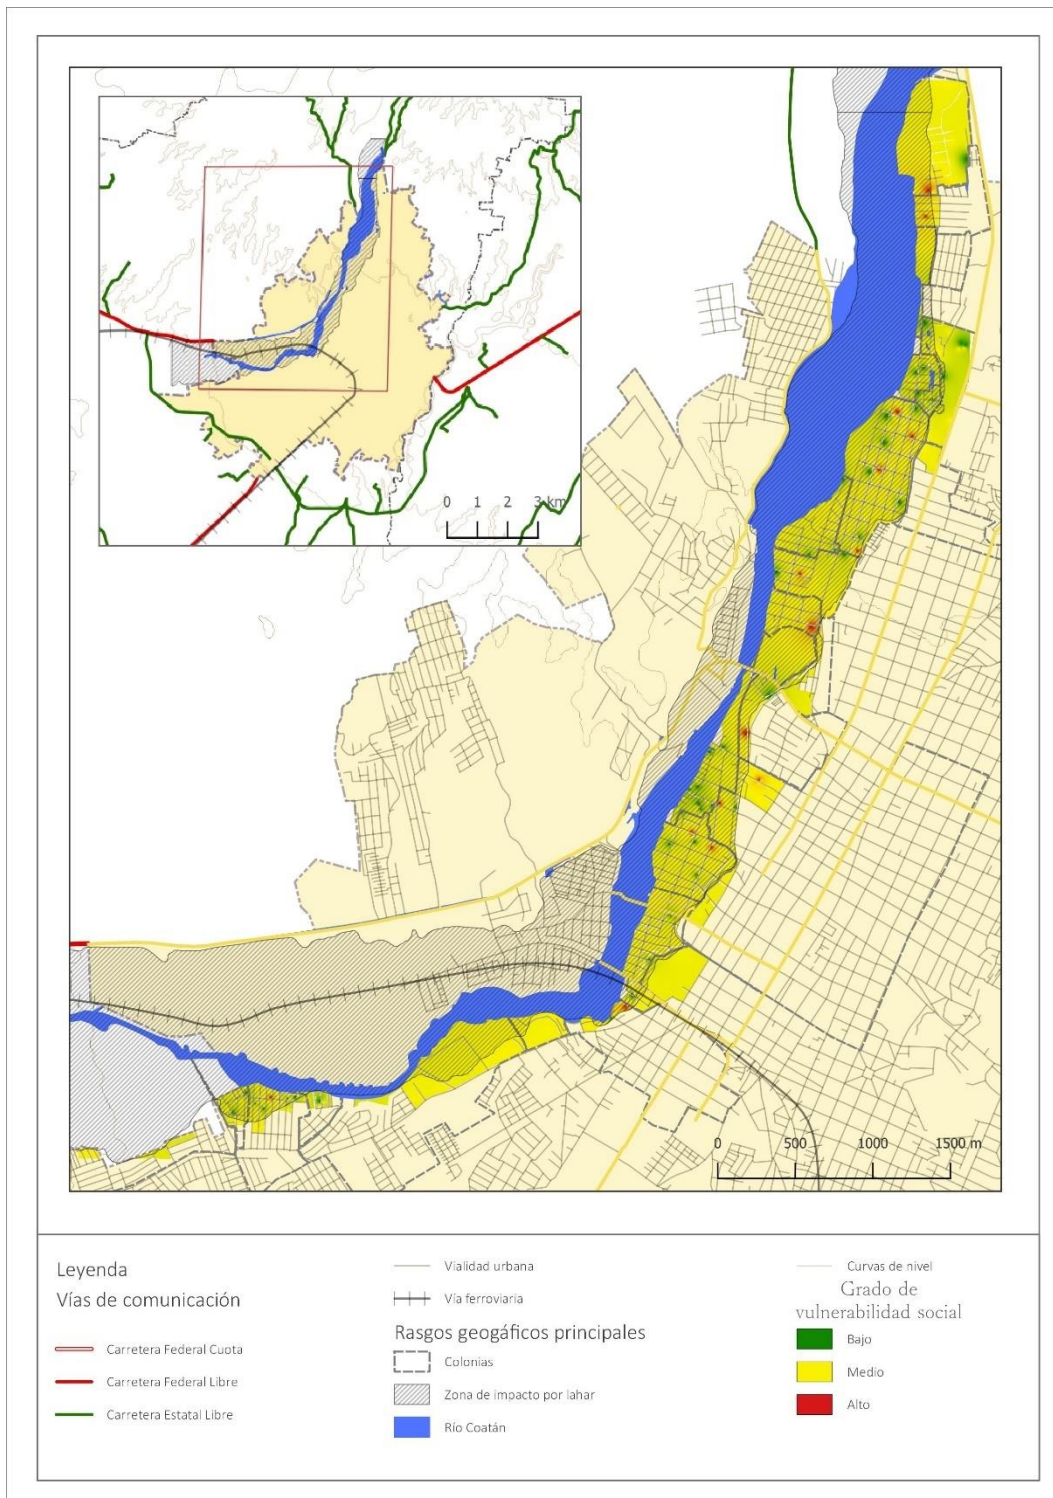 0 1 2 3 km
0 500 1000 1500 m
Leyenda
Vías de comunicación
Carretera Federal Cuota
Carretera Federal Libre
Carretera Estatal Libre
Vialidad urbana
Vía ferroviaria
Rasgos geogáficos principales
Colonias
Zona de impacto por lahar
Río Coatán
Curvas de nivel
Grado de
vulnerabilidad social
Bajo
Medio
Alto